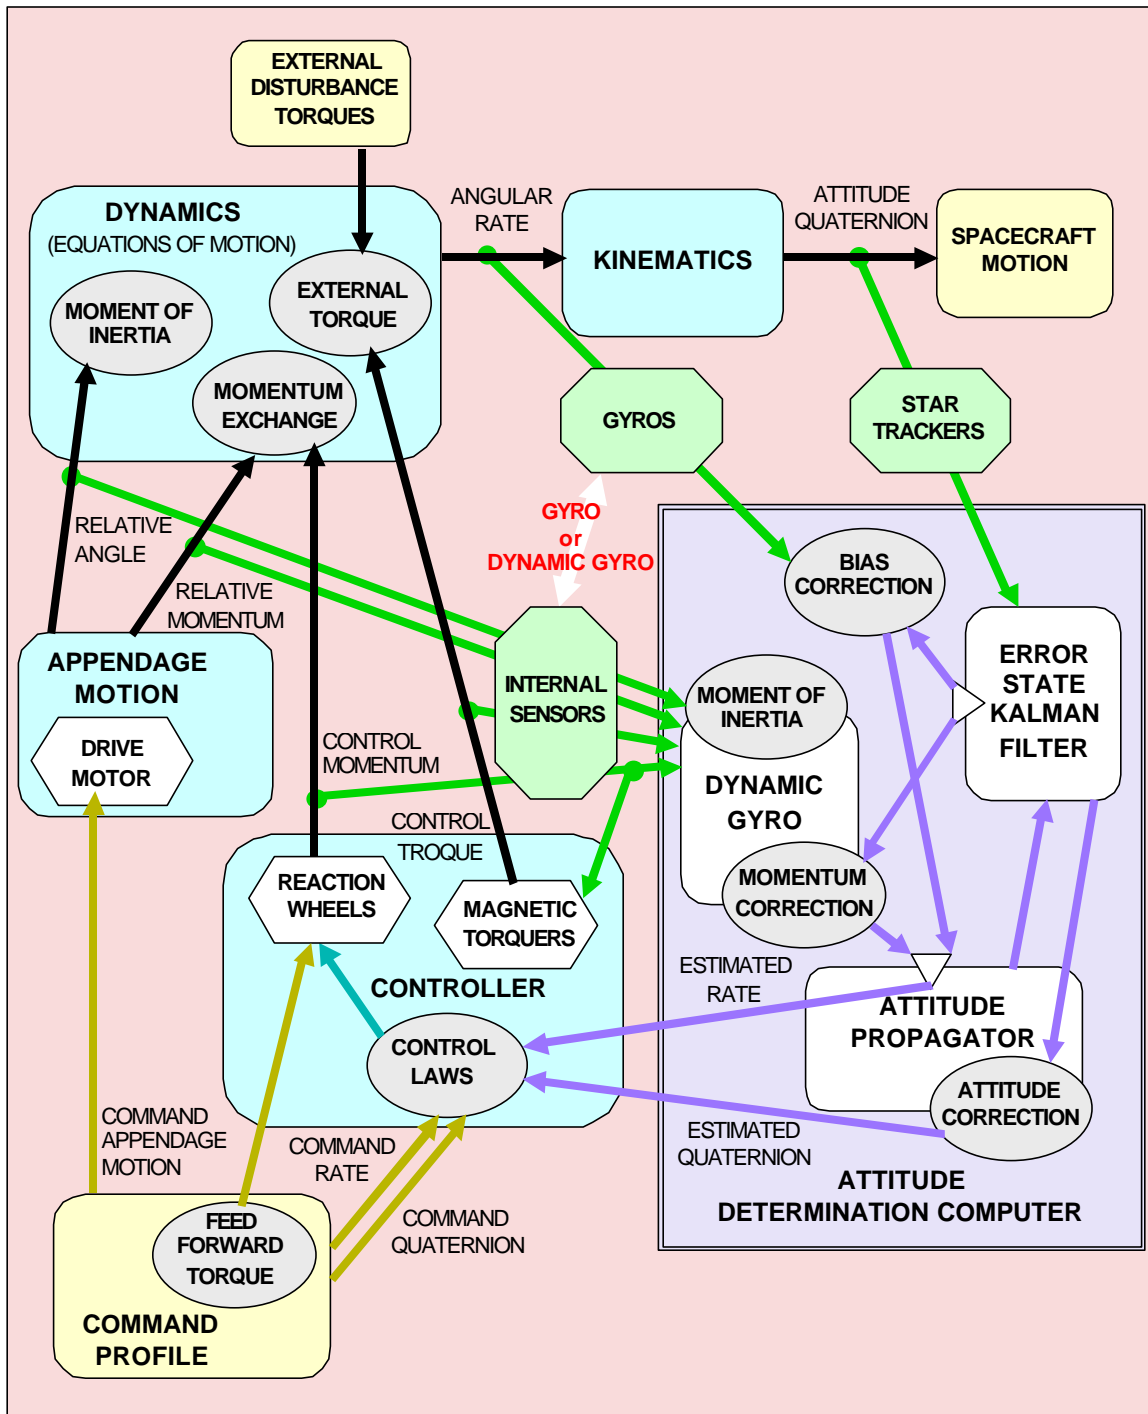 EXTERNAL
DISTURBANCE
TORQUES
DYNAMICS
(EQUATIONS OF MOTION)
MOMENT OF
INERTIA
EXTERNAL
TORQUE
MOMENTUM
EXCHANGE
ANGULAR
RATE
KINEMATICS
ATTITUDE
QUATERNION
SPACECRAFT
MOTION
GYROS
STAR
TRACKERS
GYRO
or
DYNAMIC GYRO
RELATIVE
ANGLE
RELATIVE
MOMENTUM
APPENDAGE
MOTION
DRIVE
MOTOR
INTERNAL
SENSORS
CONTROL
MOMENTUM
CONTROL
TROQUE
BIAS
CORRECTION
ERROR
STATE
KALMAN
FILTER
MOMENT OF
INERTIA
DYNAMIC
GYRO
MOMENTUM
CORRECTION
REACTION
WHEELS
MAGNETIC
TORQUERS
CONTROLLER
CONTROL
LAWS
ESTIMATED
RATE
ATTITUDE
PROPAGATOR
ATTITUDE
CORRECTION
ESTIMATED
QUATERNION
ATTITUDE
DETERMINATION COMPUTER
COMMAND
APPENDAGE
MOTION
COMMAND
RATE
COMMAND
QUATERNION
FEED
FORWARD
TORQUE
COMMAND
PROFILE